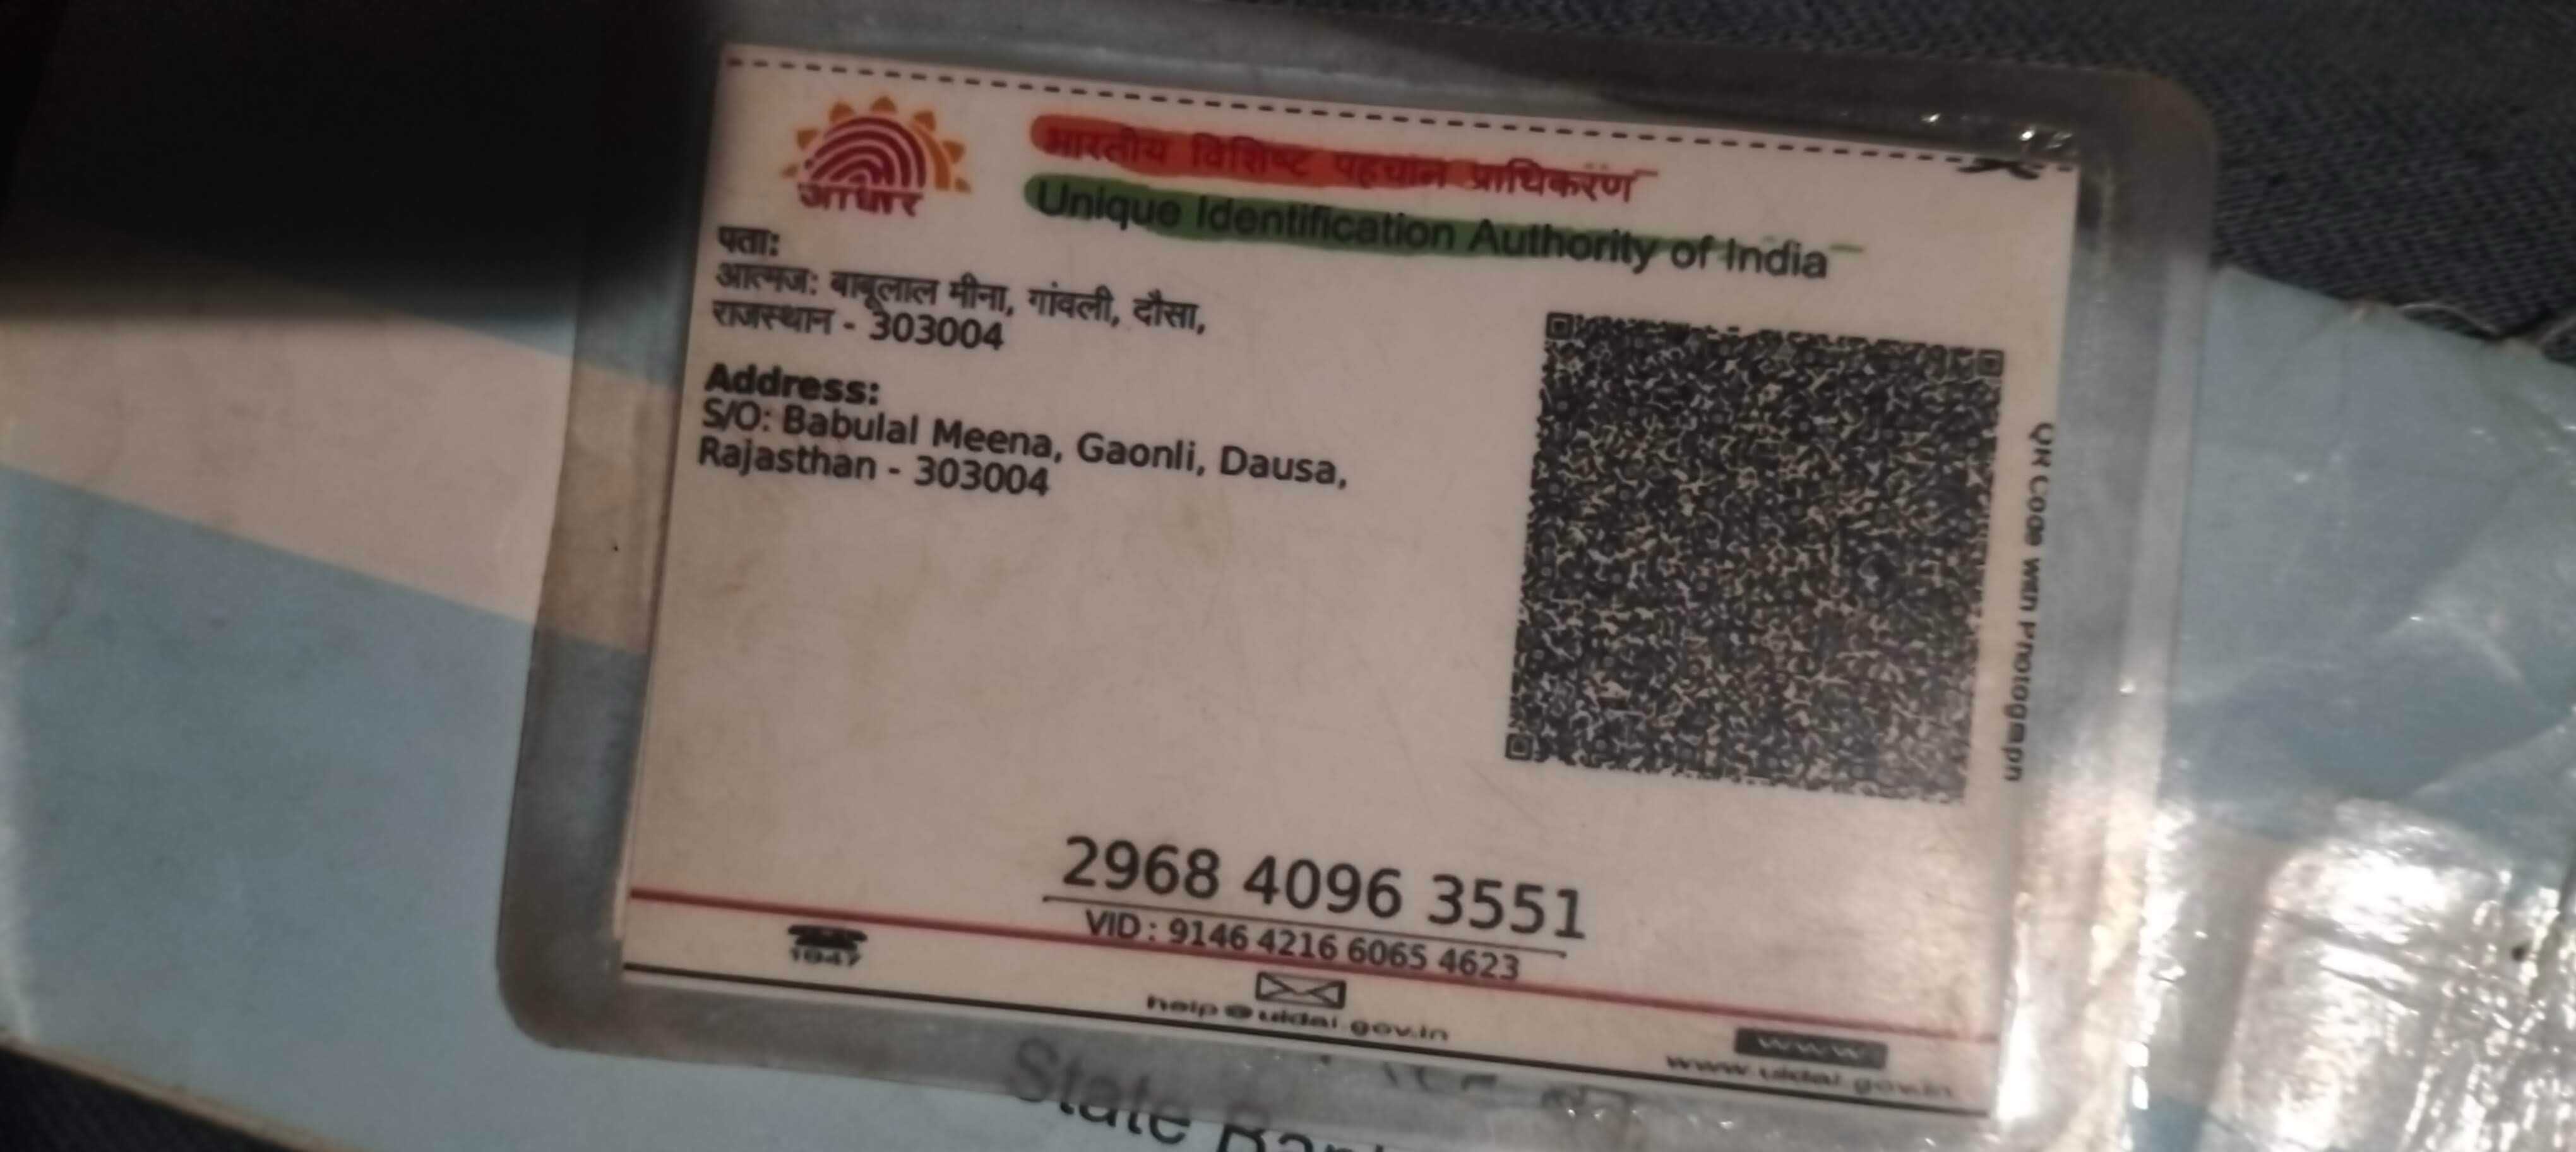 आधार
भारतीय विशिष्ट पहचान प्राधिकरण
Unique Identification Authority of India
पता:
आत्मज: बाबूलाल मीना, गांवली, दौसा,
राजस्थान - 303004
Address:
S/O: Babulal Meena, Gaonli, Dausa,
Rajasthan - 303004
QR Code with Photograph
2968 4096 3551
VID : 9146 4216 6065 4623
1947
help@uidai.gov.in
www
www.uidai.gov.in
State